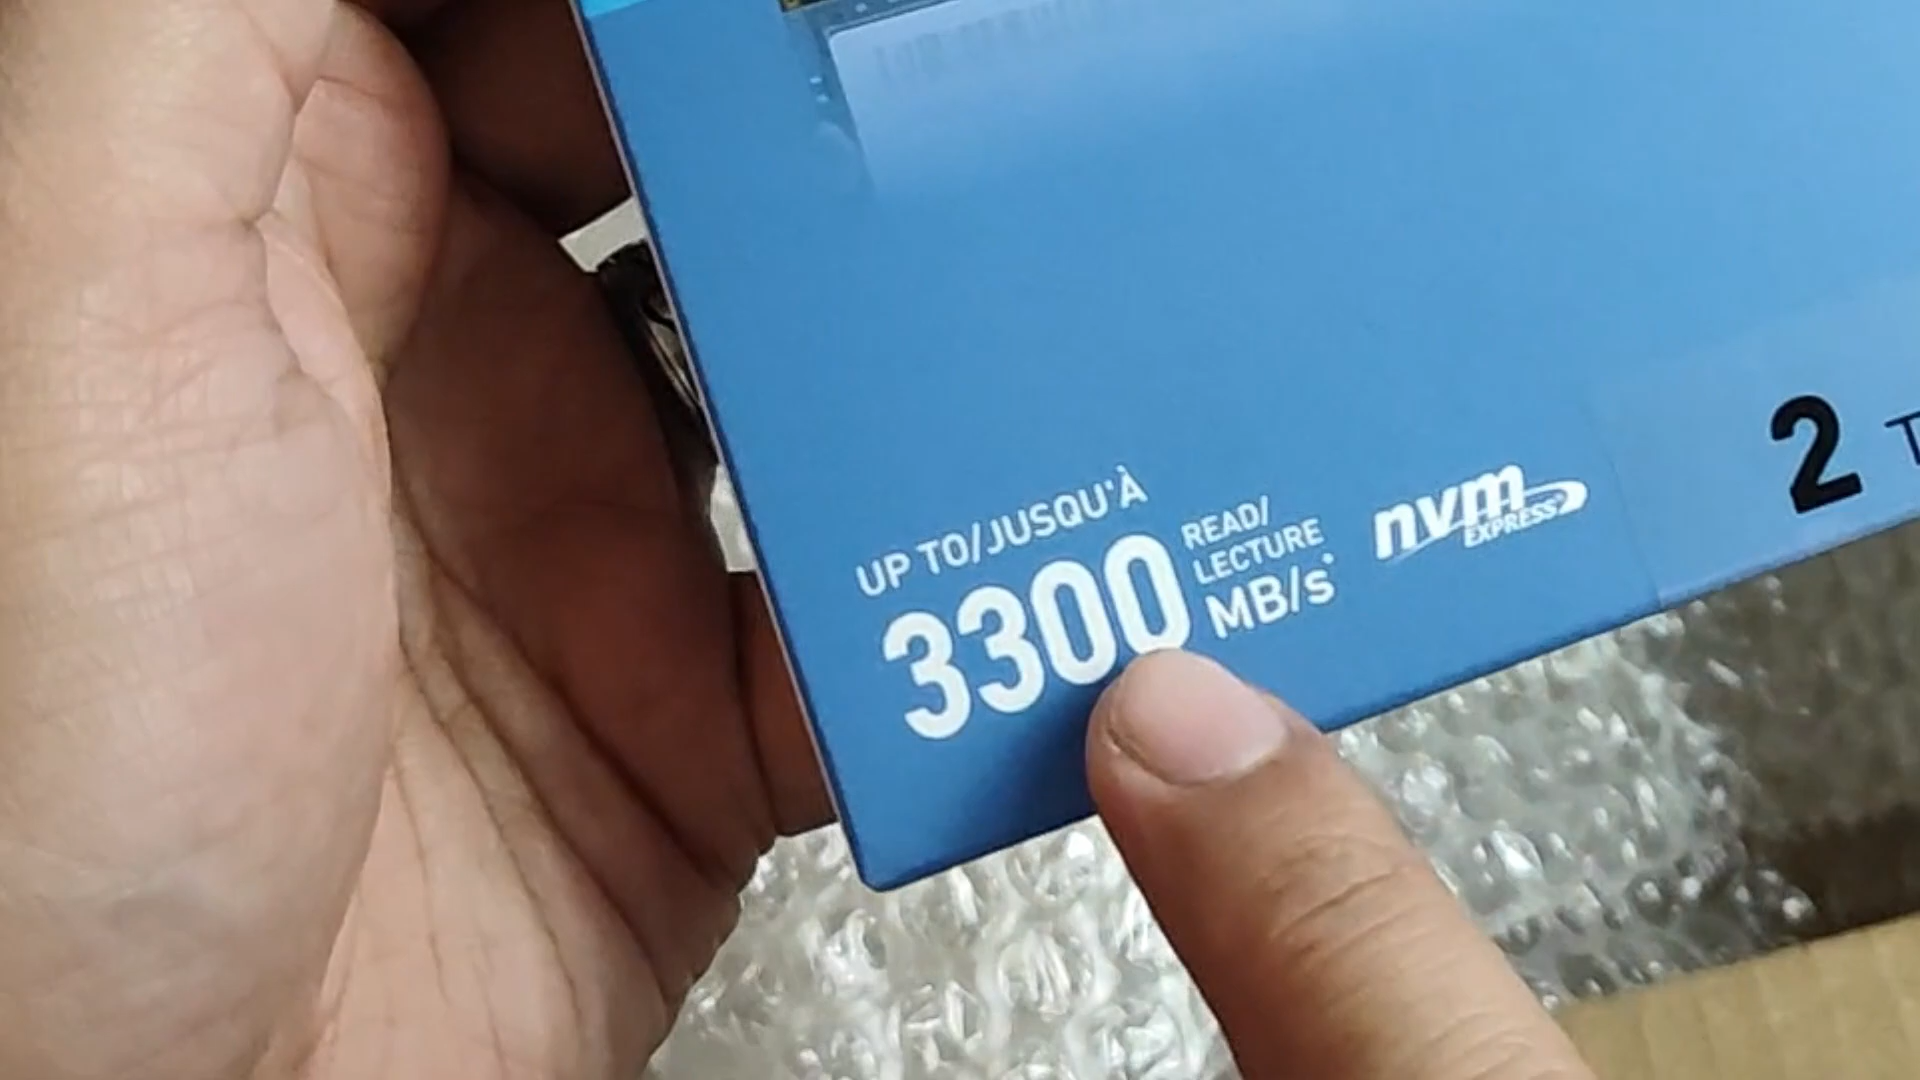 UP TO/JUSQU'À
3300
READ/
LECTURE
MB/s*
nvm
EXPRESS®
2 T